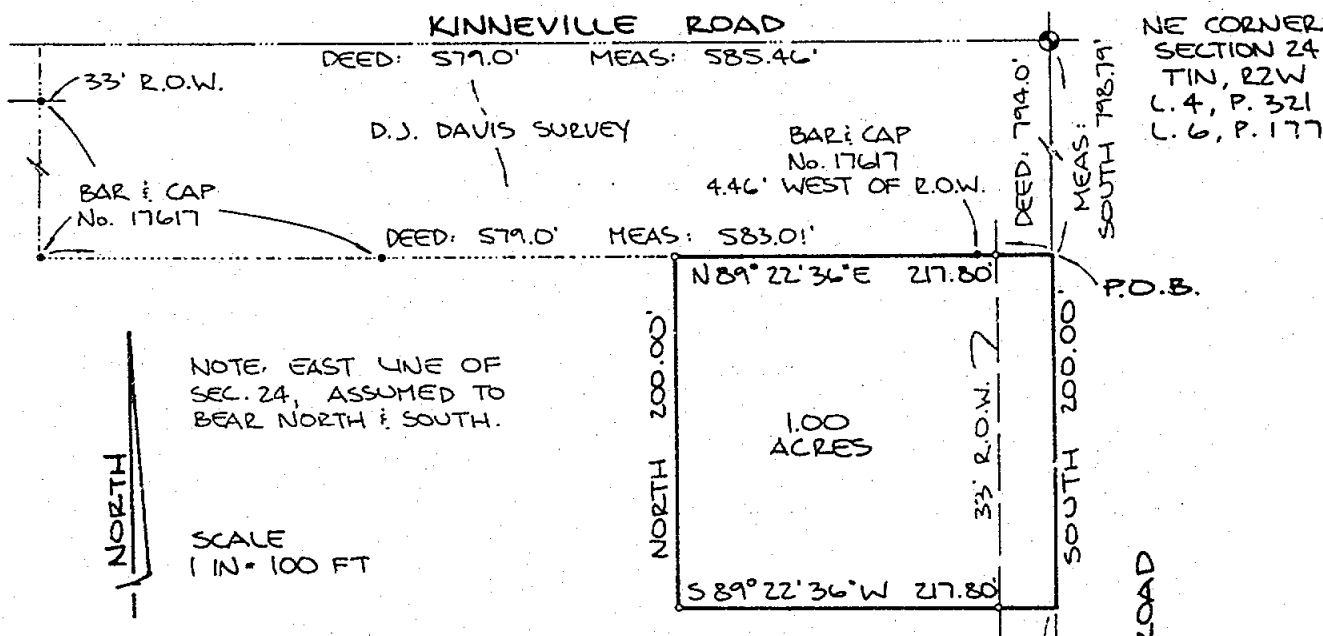 KINNEVILLE ROAD
DEED: 579.0' MEAS: 585.46'
33' R.O.W.
D.J. DAVIS SURVEY
BAR & CAP
No. 17617
4.46' WEST OF R.O.W.
DEED: 794.0'
MEAS:
SOUTH 798.79'
NE CORNER
SECTION 24
T1N, R2W
L. 4, P. 321
L. 6, P. 177
BAR & CAP
No. 17617
DEED: 579.0' MEAS: 583.01'
N 89° 22' 36" E 217.80'
P.O.B.
NOTE: EAST LINE OF
SEC. 24, ASSUMED TO
BEAR NORTH & SOUTH.
NORTH 200.00'
1.00
ACRES
33' R.O.W.
SOUTH 200.00'
NORTH
SCALE
1 IN = 100 FT
S 89° 22' 36" W 217.80'
ROAD